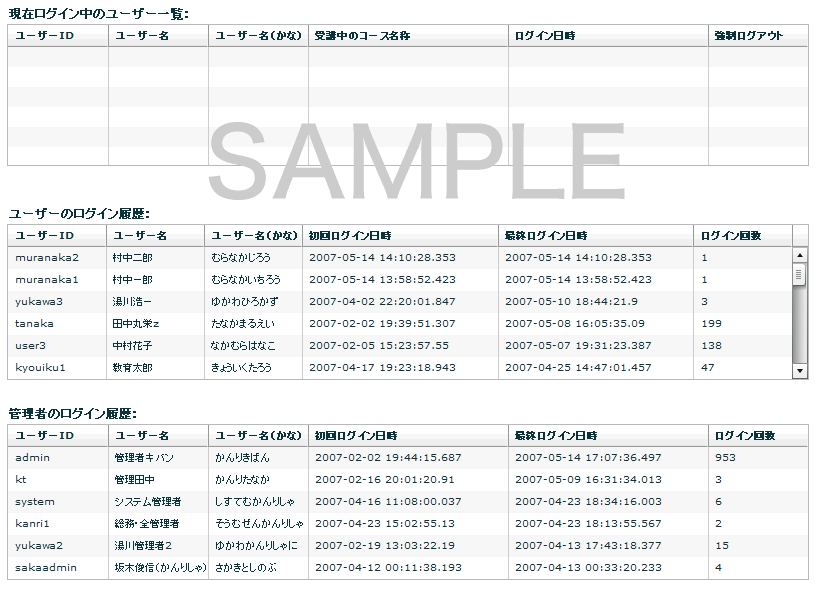 現在ログイン中のユーザー一覧:
ユーザーID ユーザー名 ユーザー名(かな) 受講中のコース名称 ログイン日時 強制ログアウト
SAMPLE
ユーザーのログイン履歴:
ユーザーID ユーザー名 ユーザー名(かな) 初回ログイン日時 最終ログイン日時 ログイン回数
muranaka2 村中二郎 むらなかじろう 2007-05-14 14:10:28.353 2007-05-14 14:10:28.353 1
muranaka1 村中一郎 むらなかいちろう 2007-05-14 13:58:52.423 2007-05-14 13:58:52.423 1
yukawa3 湯川浩一 ゆかわひろかず 2007-04-02 22:20:01.847 2007-05-10 18:44:21.9 3
tanaka 田中丸栄z たなかまるえい 2007-02-02 19:39:51.307 2007-05-08 16:05:35.09 199
user3 中村花子 なかむらはなこ 2007-02-05 15:23:57.55 2007-05-07 19:31:23.387 138
kyouiku1 教育太郎 きょういくたろう 2007-04-17 19:23:18.943 2007-04-25 14:47:01.457 47
管理者のログイン履歴:
ユーザーID ユーザー名 ユーザー名(かな) 初回ログイン日時 最終ログイン日時 ログイン回数
admin 管理者キバン かんりきばん 2007-02-02 19:44:15.687 2007-05-14 17:07:36.497 953
kt 管理田中 かんりたなか 2007-02-16 20:01:20.91 2007-05-09 16:31:34.013 3
system システム管理者 しすてむかんりしゃ 2007-04-16 11:08:00.037 2007-04-23 18:34:16.003 6
kanri1 総務・全管理者 そうむぜんかんりしゃ 2007-04-23 15:02:55.13 2007-04-23 18:13:55.567 2
yukawa2 湯川管理者2 ゆかわかんりしゃに 2007-02-19 13:03:22.19 2007-04-13 17:43:18.377 15
sakaadmin 坂木俊信(かんりしゃ) さかきとしのぶ 2007-04-12 00:11:38.193 2007-04-13 00:33:20.233 4